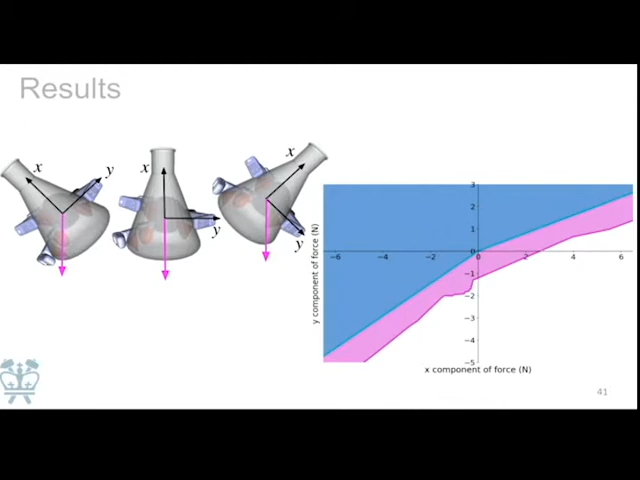 Results
x
y
x
y
x
y
3
2
1
0
−1
−2
−3
−4
−5
−6
−4
−2
0
2
4
6
y component of force (N)
x component of force (N)
41